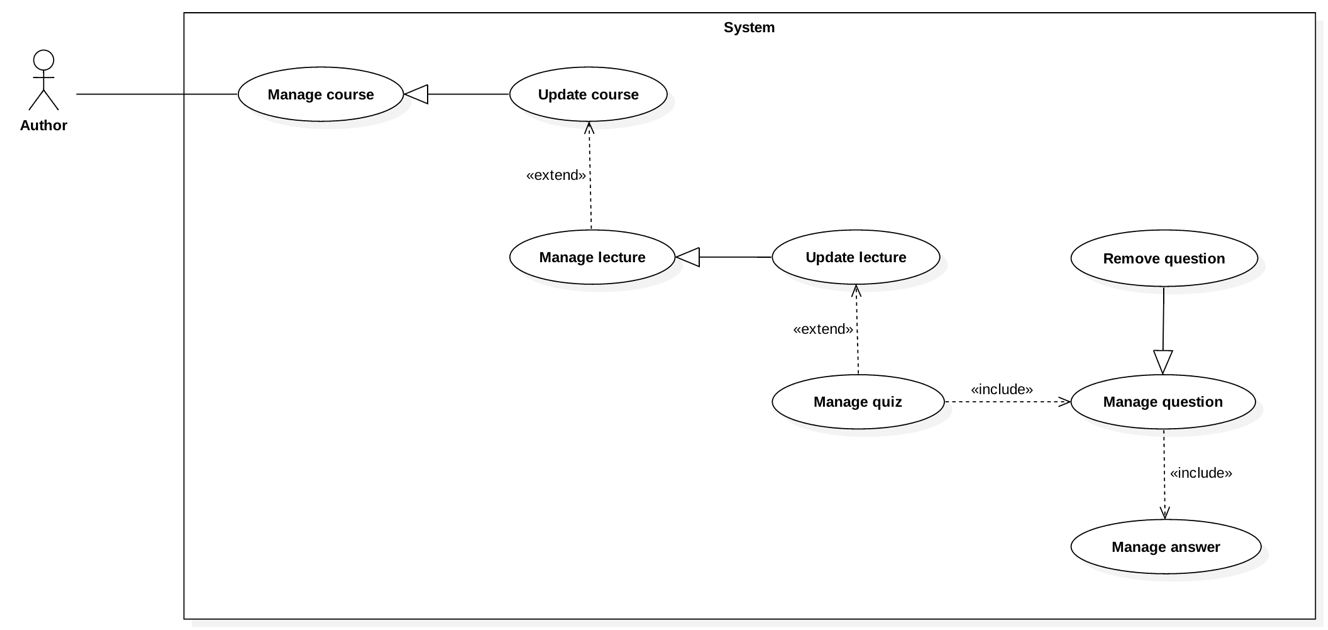 System
Author
Manage course
Update course
«extend»
Manage lecture
Update lecture
Remove question
«extend»
Manage quiz
«include»
Manage question
«include»
Manage answer